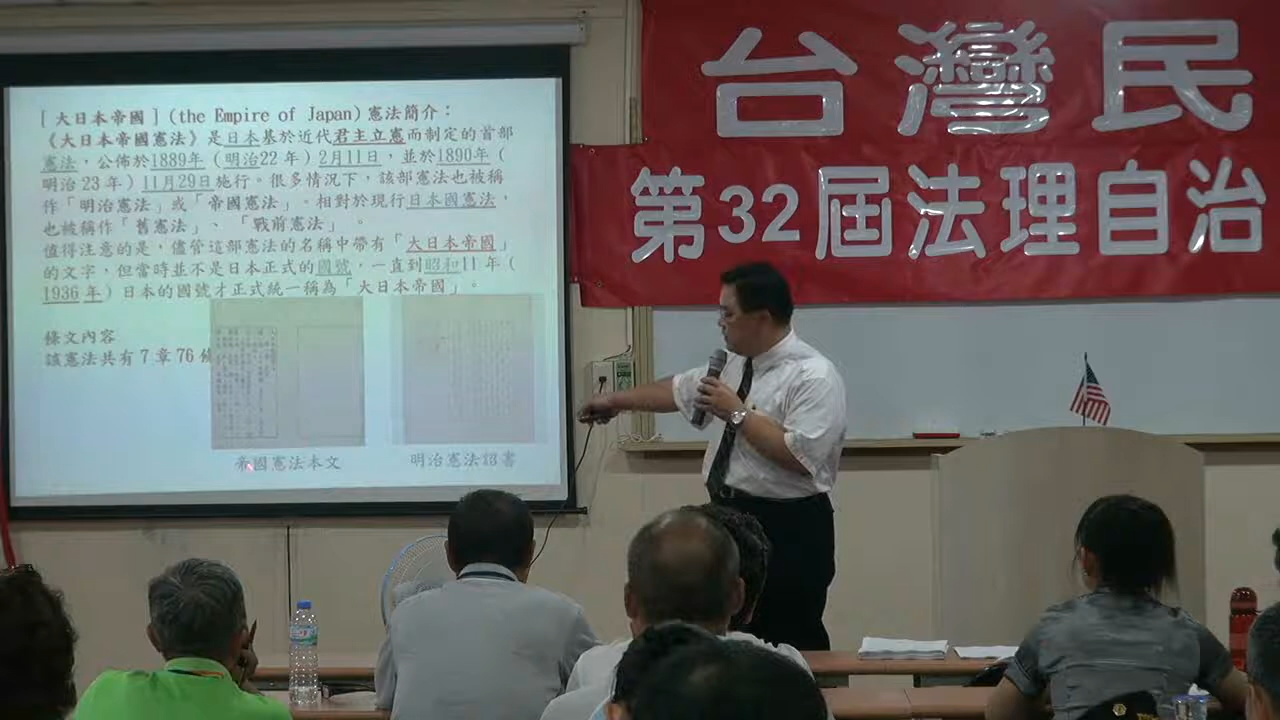 [大日本帝國](the Empire of Japan)憲法簡介：
《大日本帝國憲法》是日本基於近代君主立憲而制定的首部
憲法，公佈於1889年（明治22年）2月11日，並於1890年（
明治23年）11月29日施行。很多情況下，該部憲法也被稱
作「明治憲法」或「帝國憲法」。相對於現行日本國憲法，
也被稱作「舊憲法」、「戰前憲法」。
值得注意的是，儘管這部憲法的名稱中帶有「大日本帝國」
的文字，但當時並不是日本正式的國號，一直到昭和11年（
1936年）日本的國號才正式統一稱為「大日本帝國」。
條文內容
該憲法共有7章76條
帝國憲法本文
明治憲法詔書
台灣民
第32屆法理自治